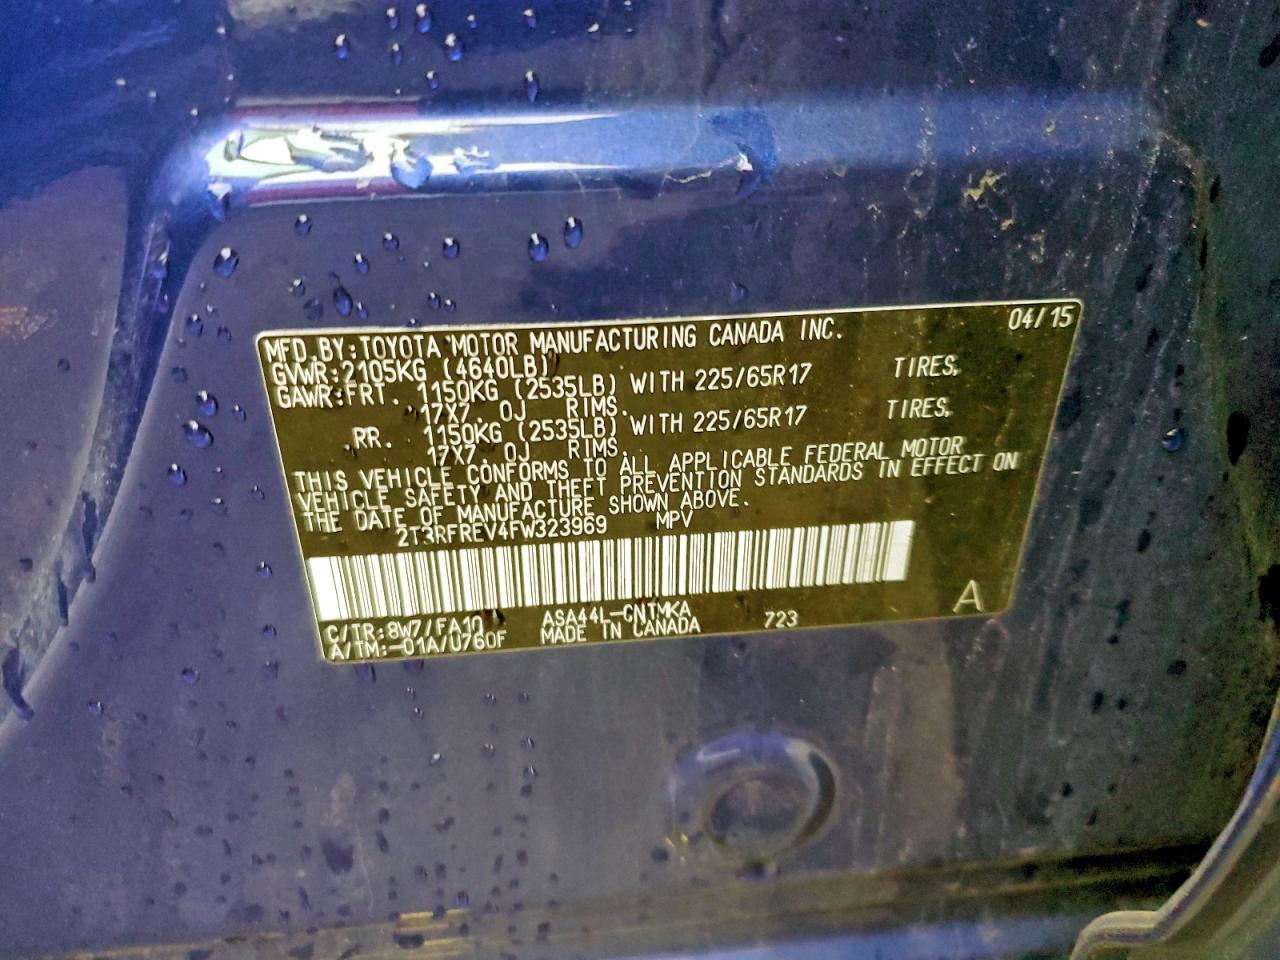 MFD.BY:TOYOTA MOTOR MANUFACTURING CANADA INC. 04/15
GVWR:2105KG (4640LB)
GAWR:FRT. 1150KG (2535LB) WITH 225/65R17 TIRES,
17X7 OJ RIMS.
RR. 1150KG (2535LB) WITH 225/65R17 TIRES,
17X7 OJ RIMS.
THIS VEHICLE CONFORMS TO ALL APPLICABLE FEDERAL MOTOR
VEHICLE SAFETY AND THEFT PREVENTION STANDARDS IN EFFECT ON
THE DATE OF MANUFACTURE SHOWN ABOVE.
2T3RFREV4FW323969 MPV
C/TR:8W7/FA10 ASA44L-CNTMKA 723 A
A/TM:-01A/U760F MADE IN CANADA